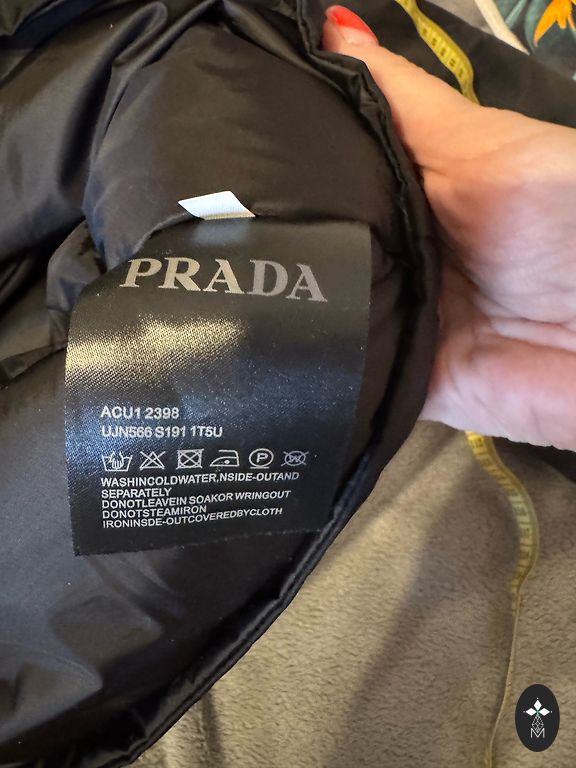 PRADA
ACU1 2398
UJN566 S191 1T5U
WASHINCOLDWATER,NSIDE-OUTAND
SEPARATELY
DONOTLEAVEIN SOAKOR WRINGOUT
DONOTSTEAMIRON
IRONINSDE-OUTCOVEREDBYCLOTH